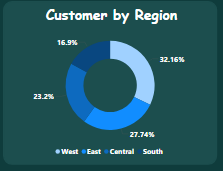 Customer by Region
16.9%
32.16%
23.2%
27.74%
West East Central South